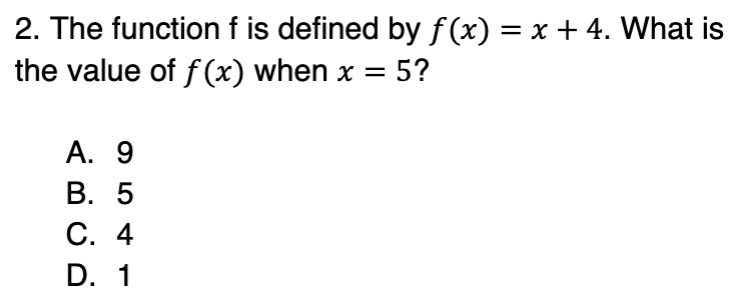 2. The function f is defined by f(x) = x + 4. What is
the value of f(x) when x = 5?
A. 9
B. 5
C. 4
D. 1